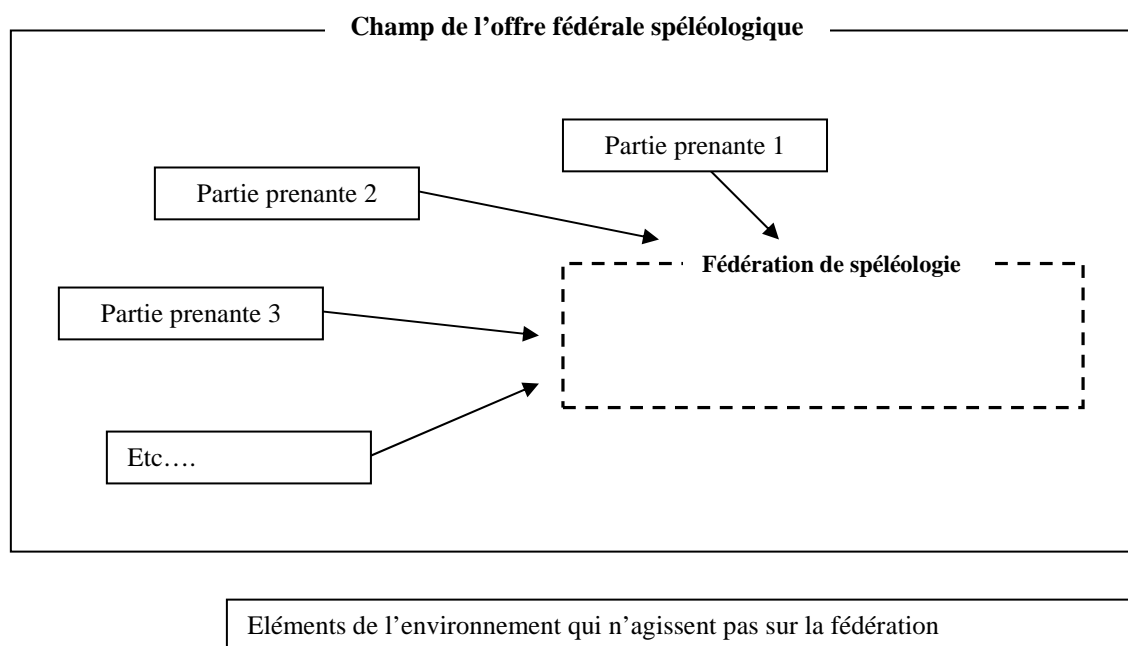 Champ de l’offre fédérale spéléologique
Partie prenante 1
Partie prenante 2
Fédération de spéléologie
Partie prenante 3
Etc….
Eléments de l’environnement qui n’agissent pas sur la fédération